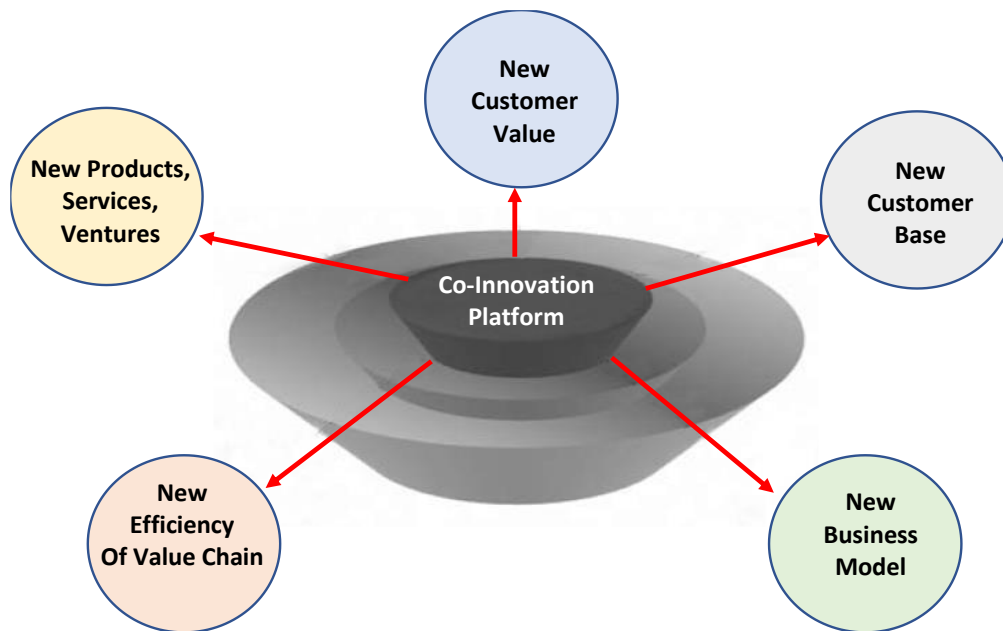 New
Customer
Value
New Products,
Services,
Ventures
New
Customer
Base
Co-Innovation
Platform
New
Efficiency
Of Value Chain
New
Business
Model